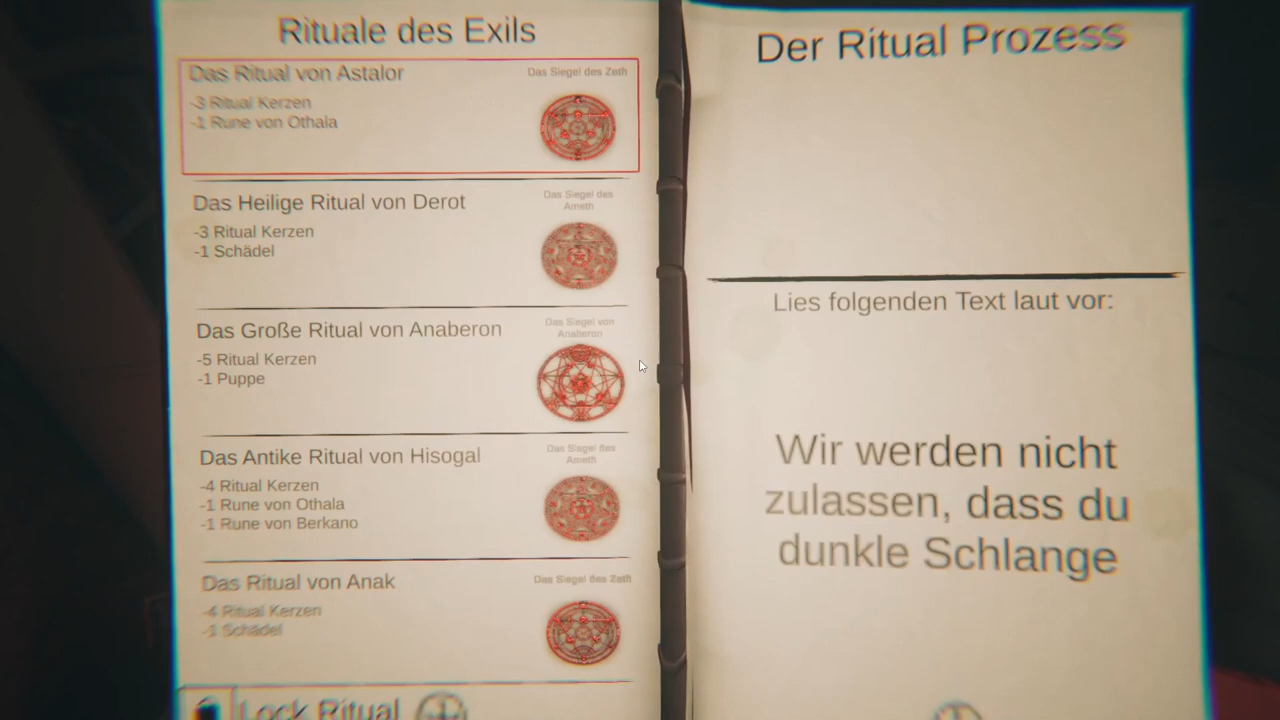 Rituale des Exils
Das Ritual von Astalor
Das Siegel des Zeth
-3 Ritual Kerzen
-1 Rune von Othala
Das Heilige Ritual von Derot
Das Siegel des
Ameth
-3 Ritual Kerzen
-1 Schädel
Das Große Ritual von Anaberon
Das Siegel von
Anaberon
-5 Ritual Kerzen
-1 Puppe
Das Antike Ritual von Hisogal
Das Siegel des
Ameth
-4 Ritual Kerzen
-1 Rune von Othala
-1 Rune von Berkano
Das Ritual von Anak
Das Siegel des Zeth
-4 Ritual Kerzen
-1 Schädel
Lock Ritual
Der Ritual Prozess
Lies folgenden Text laut vor:
Wir werden nicht
zulassen, dass du
dunkle Schlange